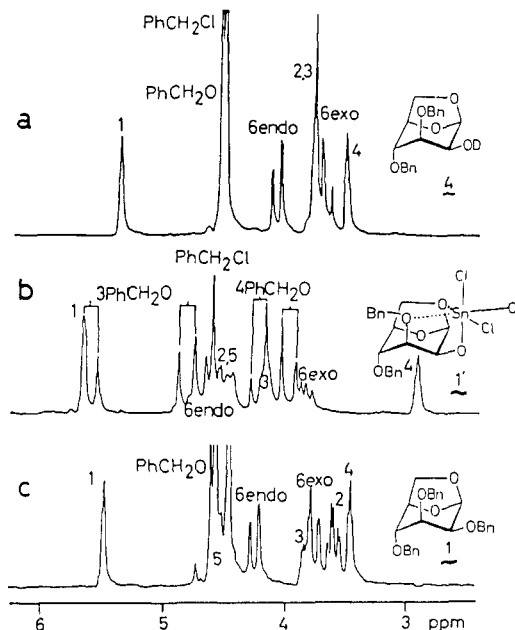 a
PhCH2Cl
PhCH2O
1
6endo
2,3
6exo
4
OBn
O
O
OD
OBn
4
b
1
3PhCH2O
6endo
PhCH2Cl
2,5
4PhCH2O
3
6exo
4
Cl
BnO
O
O
Sn
Cl
Cl
OBn
O
1'
c
1
PhCH2O
5
6endo
3
6exo
2
4
OBn
O
O
OBn
OBn
1
6 5 4 3 ppm